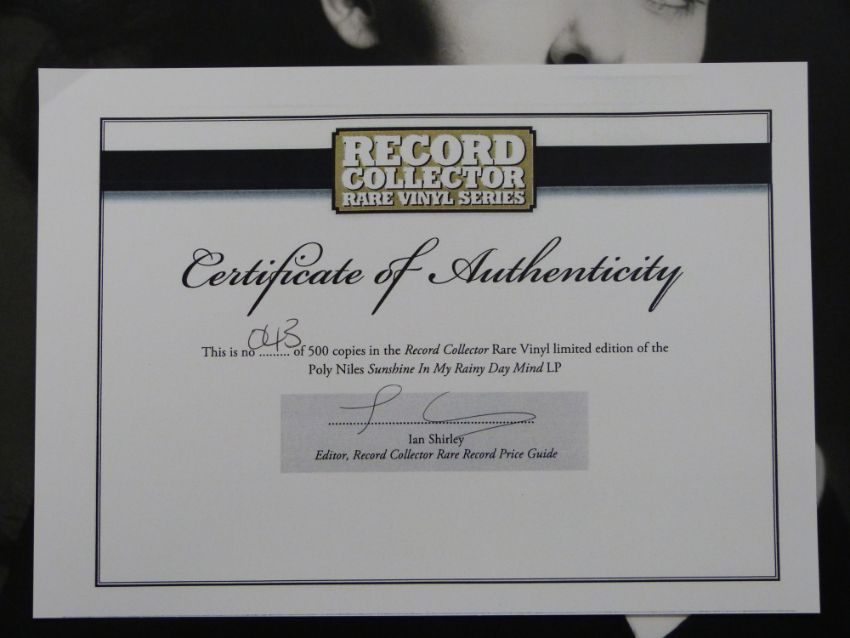 RECORD
COLLECTOR
RARE VINYL SERIES
Certificate of Authenticity
This is no 043 of 500 copies in the Record Collector Rare Vinyl limited edition of the
Poly Niles Sunshine In My Rainy Day Mind LP
Ian Shirley
Editor, Record Collector Rare Record Price Guide